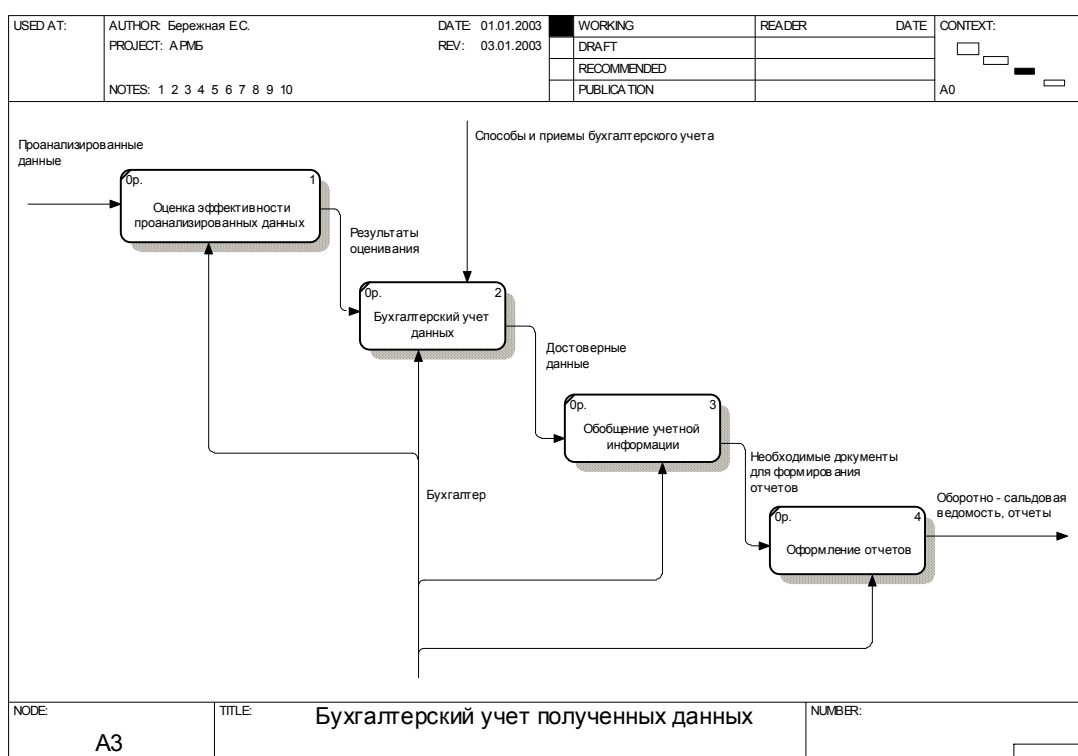 USED AT:
AUTHOR: Бережная Е.С.
DATE: 01.01.2003
PROJECT: АРМБ
REV: 03.01.2003
NOTES: 1 2 3 4 5 6 7 8 9 10
WORKING
DRAFT
RECOMMENDED
PUBLICATION
READER
DATE
CONTEXT:
A0
Проанализированные
данные
Способы и приемы бухгалтерского учета
0р.
1
Оценка эффективности
проанализированных данных
Результаты
оценивания
0р.
2
Бухгалтерский учет
данных
Достоверные
данные
0р.
3
Обобщение учетной
информации
Необходимые документы
для формирования
отчетов
Бухгалтер
0р.
4
Оформление отчетов
Оборотно - сальдовая
ведомость, отчеты
NODE:
A3
TITLE:
Бухгалтерский учет полученных данных
NUMBER: